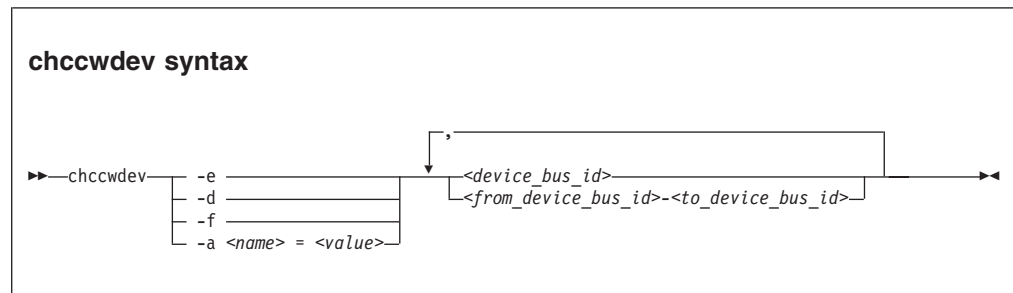 chccwdev syntax
,
chccwdev -e <device_bus_id>
-d <from_device_bus_id>-<to_device_bus_id>
-f
-a <name> = <value>